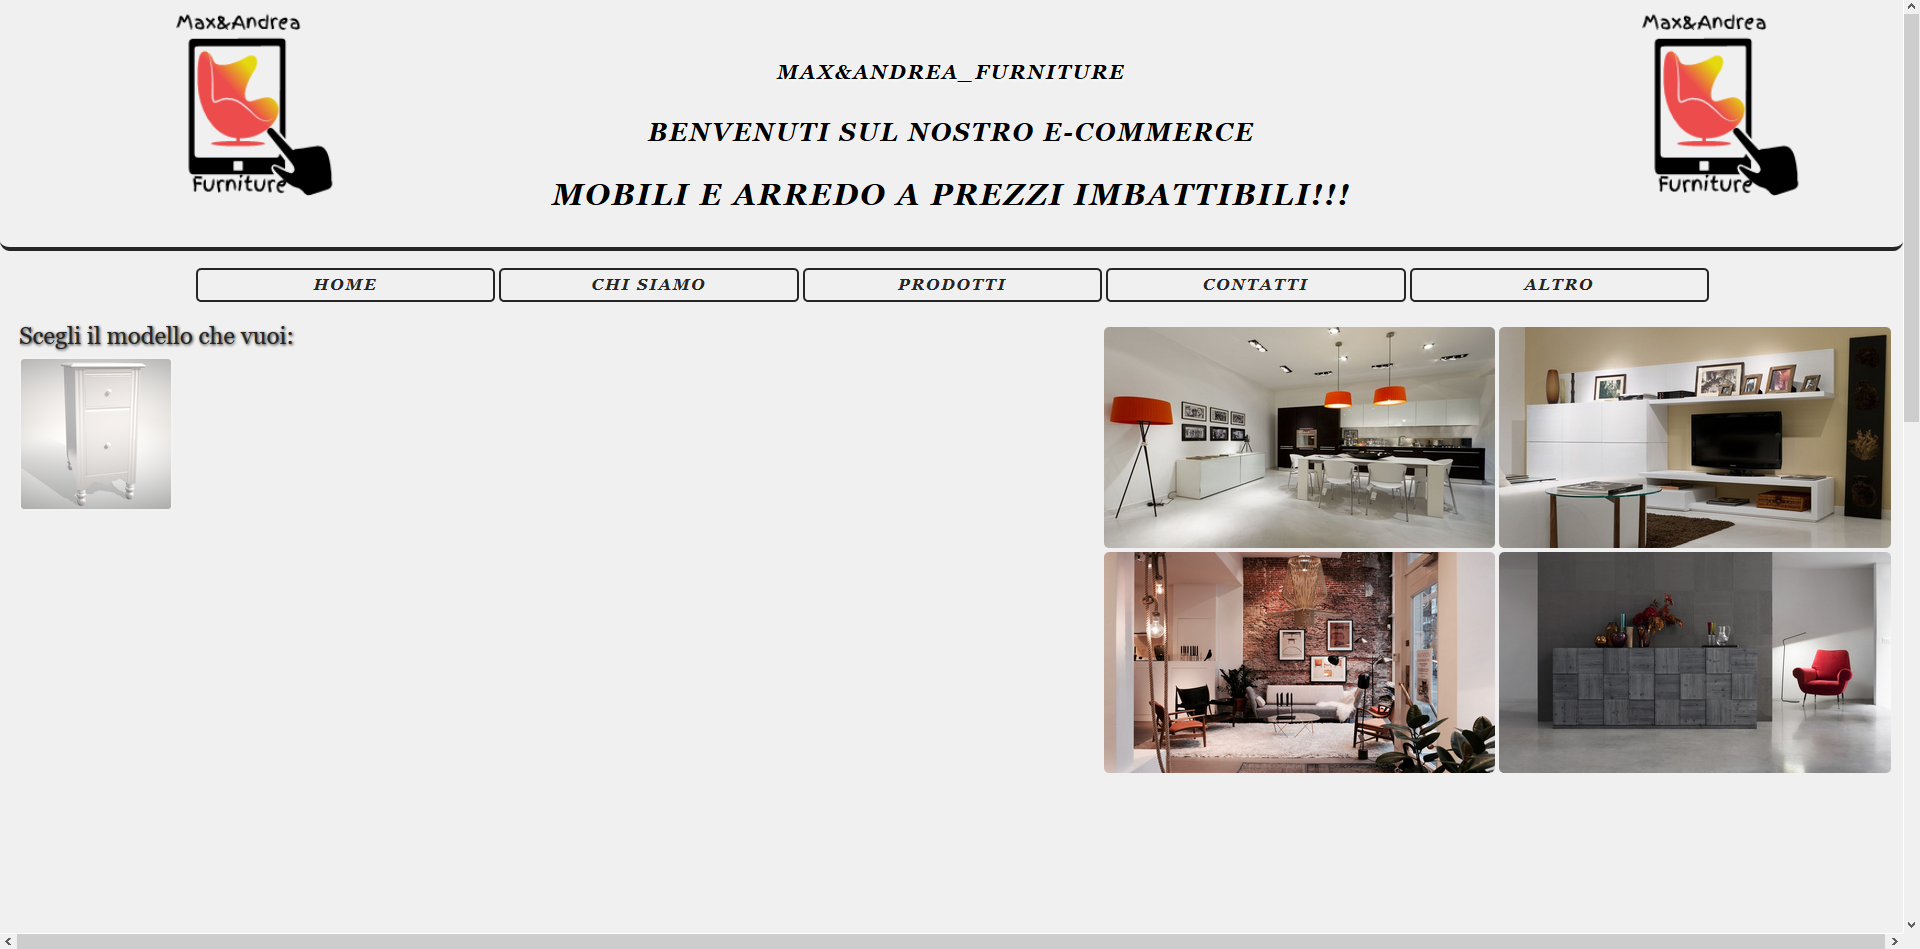 Max&Andrea
Furniture
MAX&ANDREA_FURNITURE
BENVENUTI SUL NOSTRO E-COMMERCE
MOBILI E ARREDO A PREZZI IMBATTIBILI!!!
Max&Andrea
Furniture
HOME
CHI SIAMO
PRODOTTI
CONTATTI
ALTRO
Scegli il modello che vuoi: